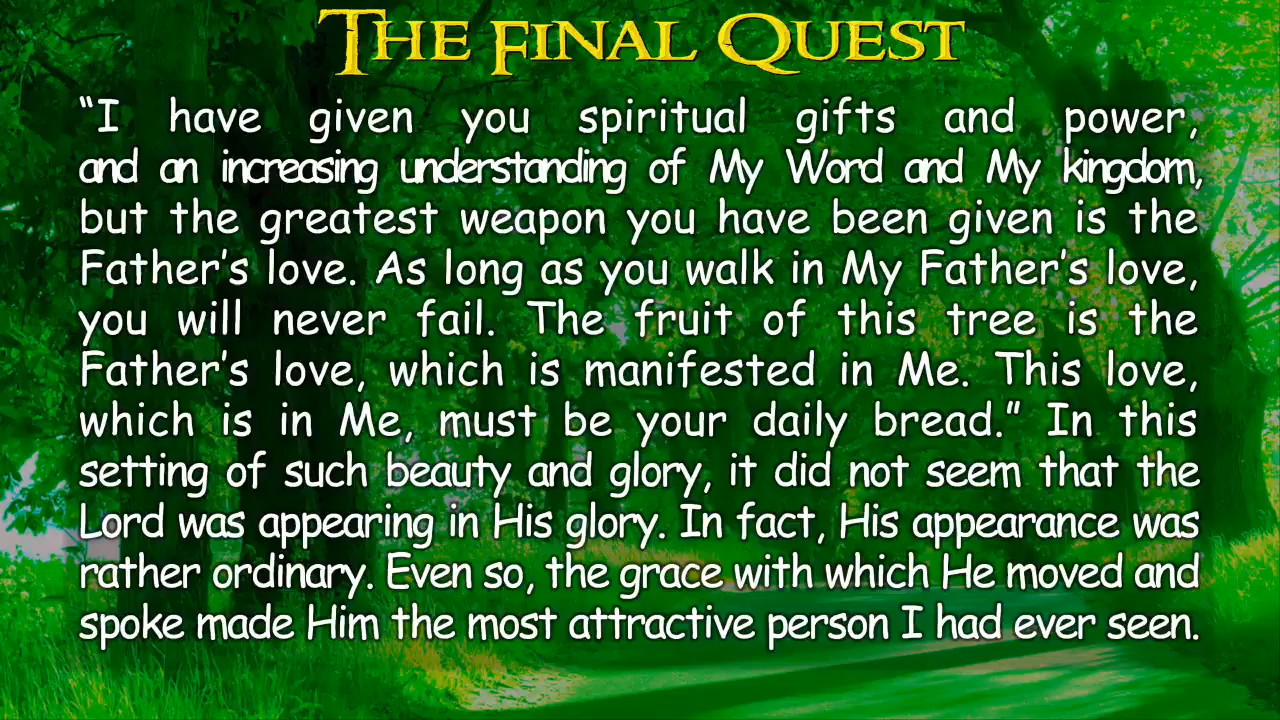 THE FINAL QUEST
“I have given you spiritual gifts and power,
and an increasing understanding of My Word and My kingdom,
but the greatest weapon you have been given is the
Father’s love. As long as you walk in My Father’s love,
you will never fail. The fruit of this tree is the
Father’s love, which is manifested in Me. This love,
which is in Me, must be your daily bread.” In this
setting of such beauty and glory, it did not seem that the
Lord was appearing in His glory. In fact, His appearance was
rather ordinary. Even so, the grace with which He moved and
spoke made Him the most attractive person I had ever seen.